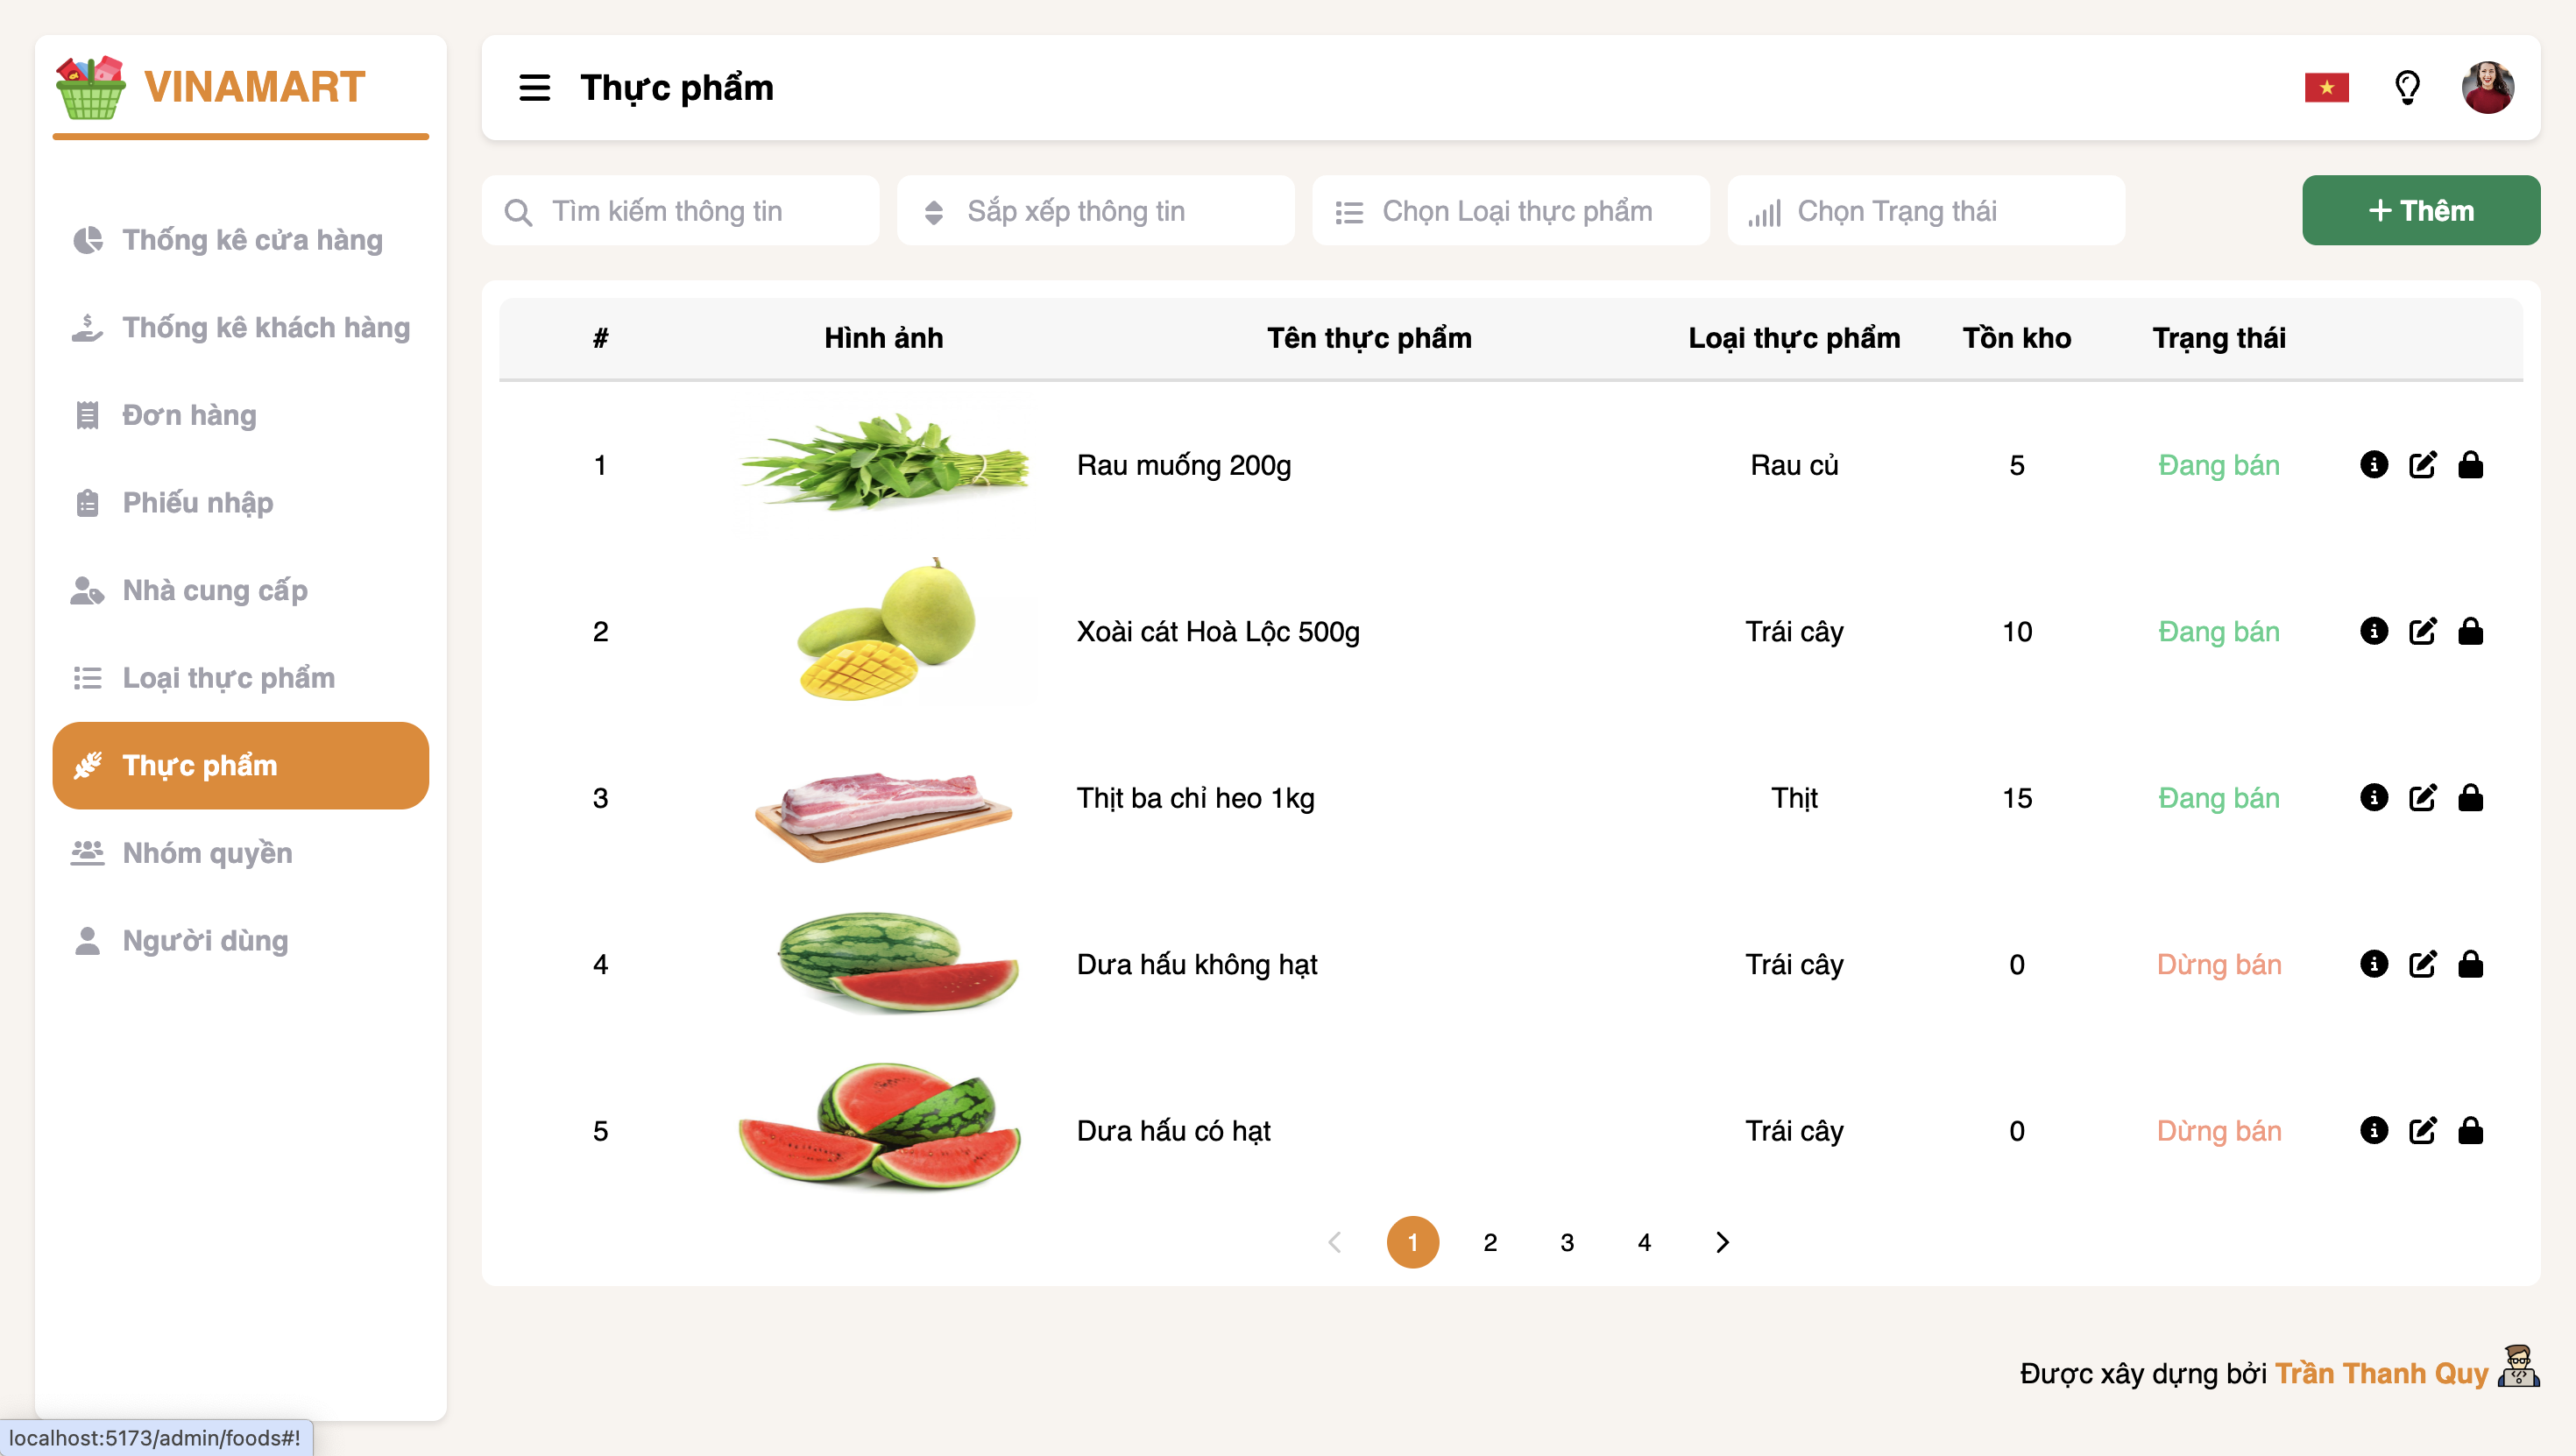 VINAMART
Thống kê cửa hàng
Thống kê khách hàng
Đơn hàng
Phiếu nhập
Nhà cung cấp
Loại thực phẩm
Thực phẩm
Nhóm quyền
Người dùng
Thực phẩm
Tìm kiếm thông tin
Sắp xếp thông tin
Chọn Loại thực phẩm
Chọn Trạng thái
+ Thêm
# Hình ảnh Tên thực phẩm Loại thực phẩm Tồn kho Trạng thái
1 Rau muống 200g Rau củ 5 Đang bán
2 Xoài cát Hoà Lộc 500g Trái cây 10 Đang bán
3 Thịt ba chỉ heo 1kg Thịt 15 Đang bán
4 Dưa hấu không hạt Trái cây 0 Dừng bán
5 Dưa hấu có hạt Trái cây 0 Dừng bán
1 2 3 4
Được xây dựng bởi Trần Thanh Quy
localhost:5173/admin/foods#!